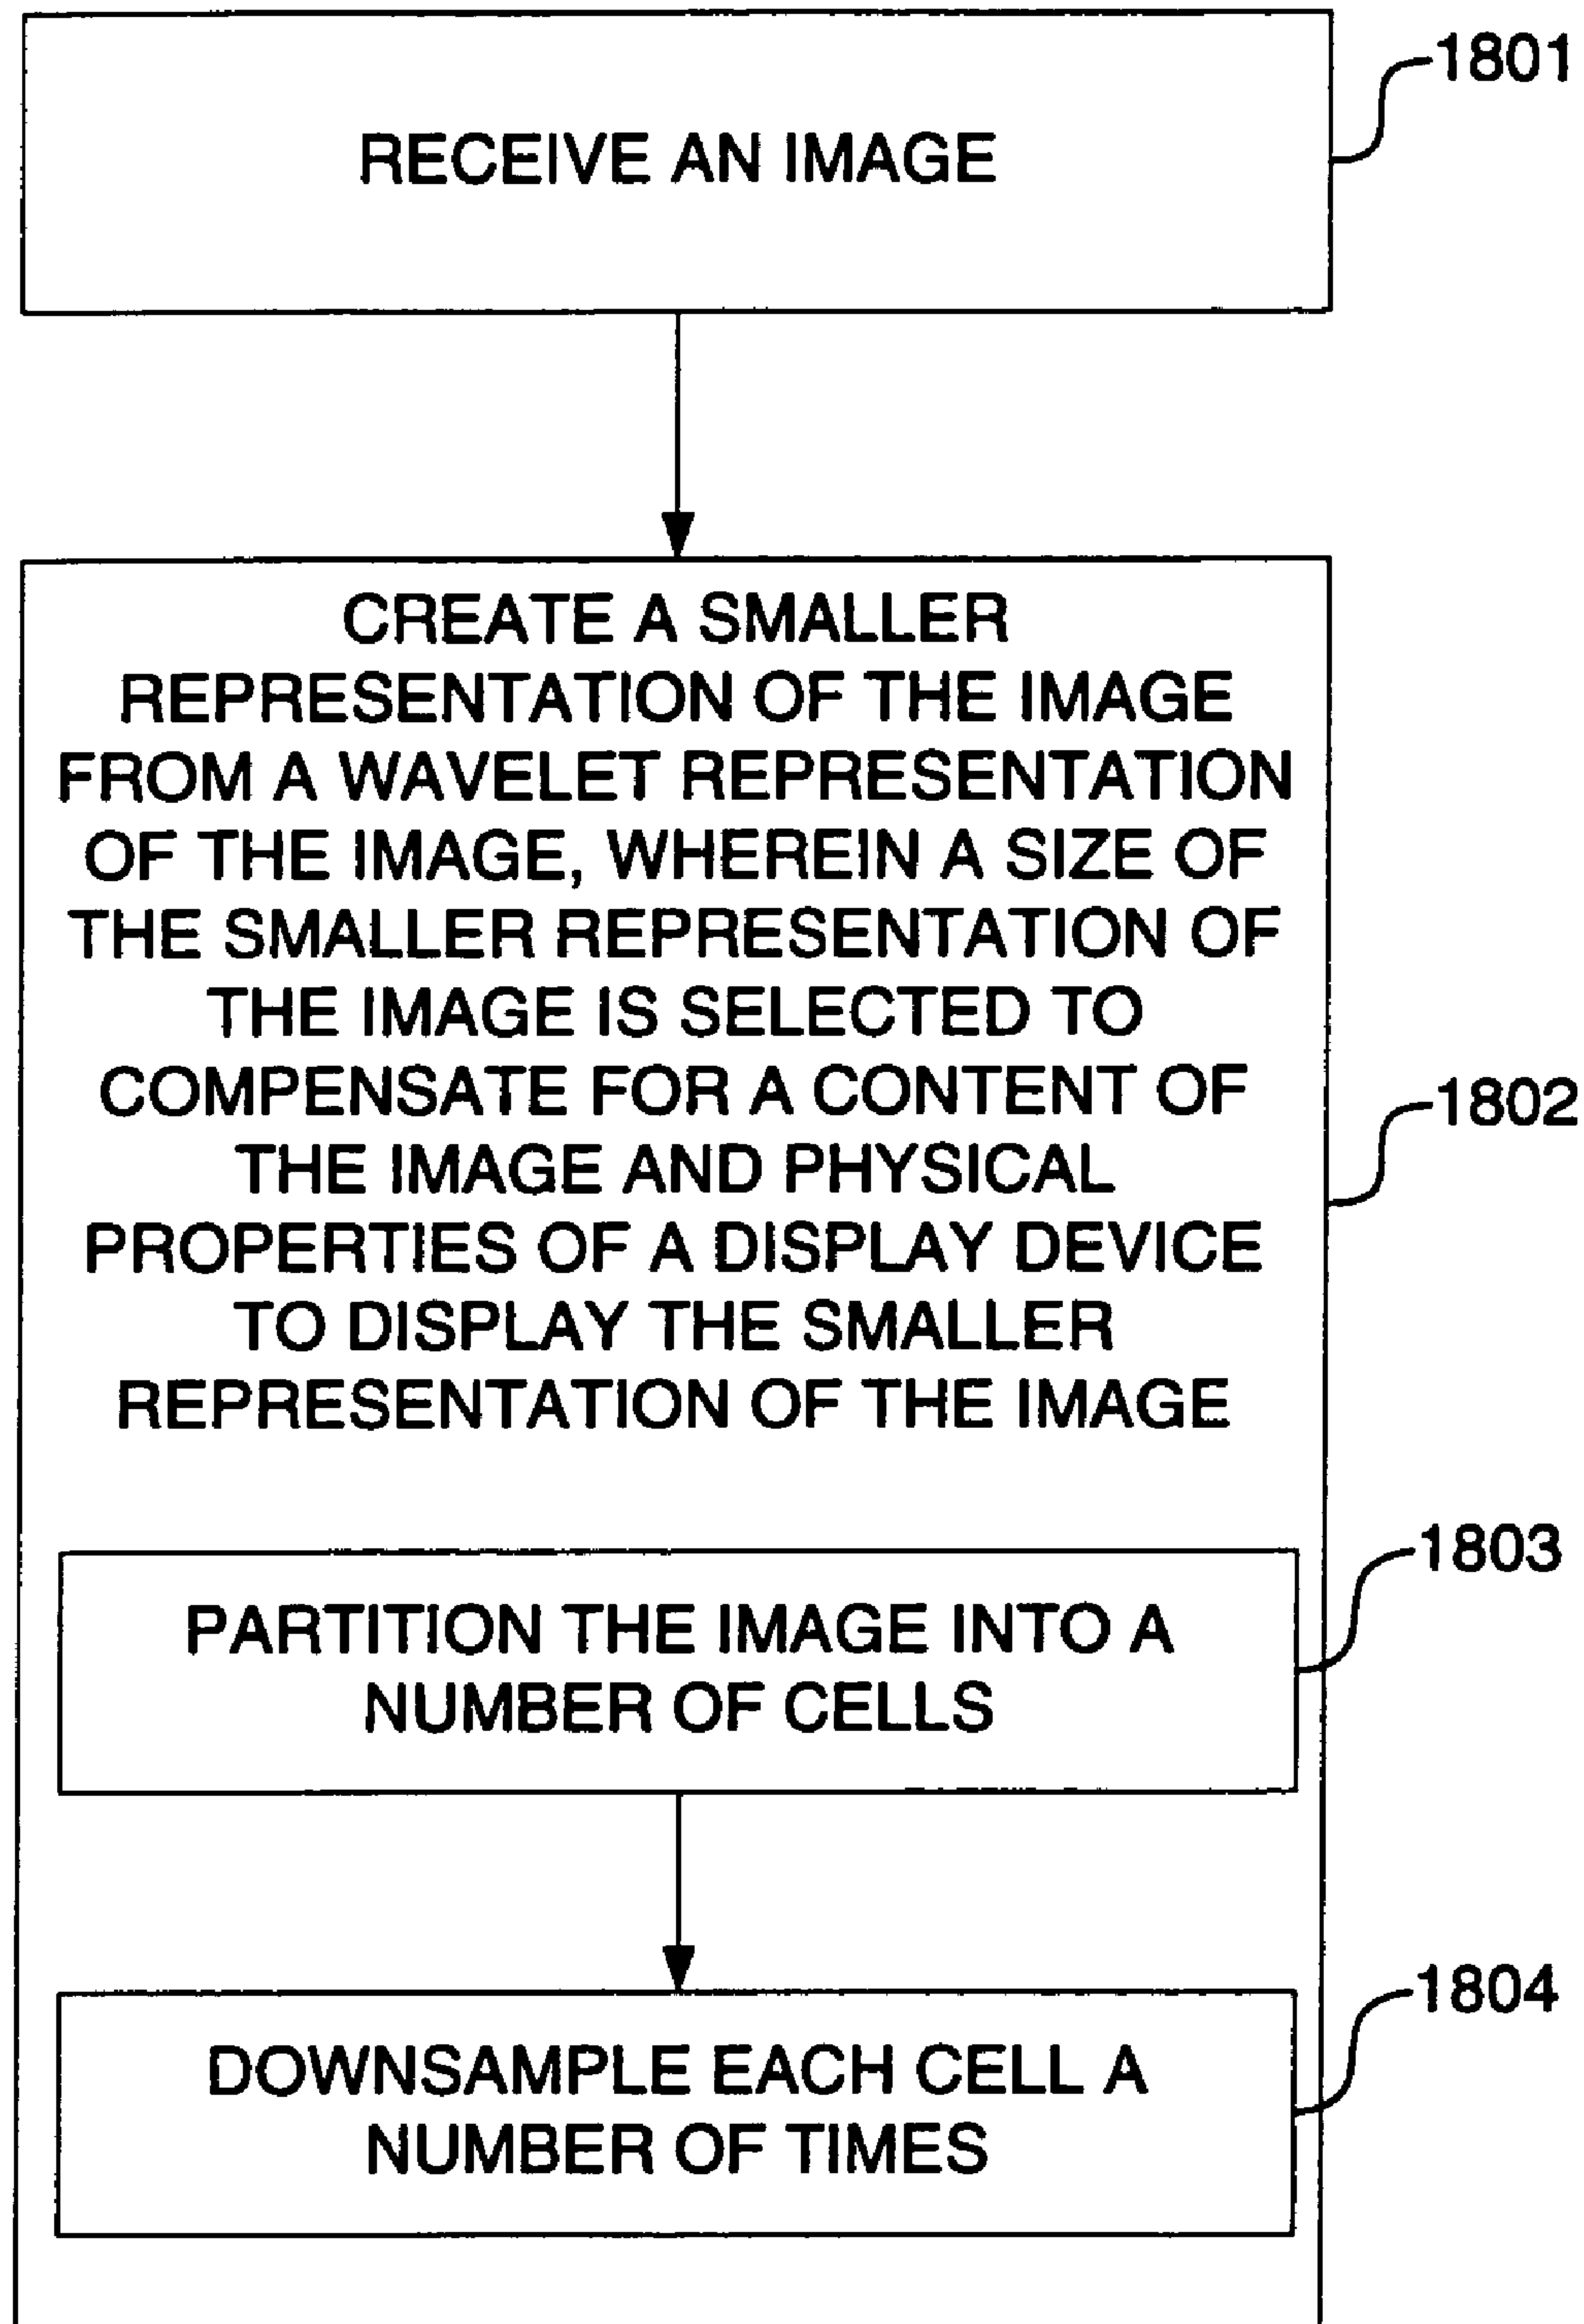 1801
RECEIVE AN IMAGE
CREATE A SMALLER
REPRESENTATION OF THE IMAGE
FROM A WAVELET REPRESENTATION
OF THE IMAGE, WHEREIN A SIZE OF
THE SMALLER REPRESENTATION OF
THE IMAGE IS SELECTED TO
COMPENSATE FOR A CONTENT OF
THE IMAGE AND PHYSICAL
PROPERTIES OF A DISPLAY DEVICE
TO DISPLAY THE SMALLER
REPRESENTATION OF THE IMAGE
1802
1803
PARTITION THE IMAGE INTO A
NUMBER OF CELLS
1804
DOWNSAMPLE EACH CELL A
NUMBER OF TIMES